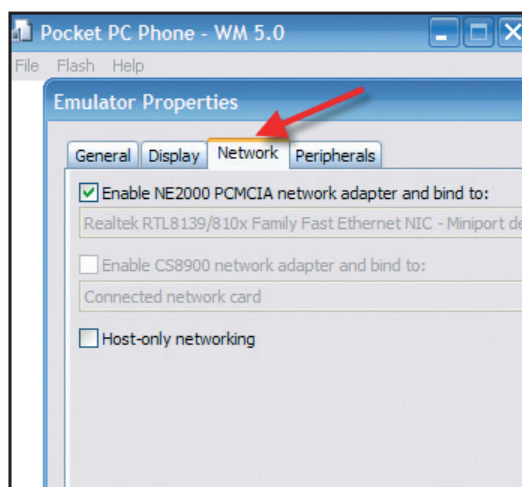 Pocket PC Phone - WM 5.0
File Flash Help
Emulator Properties
General Display Network Peripherals
Enable NE2000 PCMCIA network adapter and bind to:
Realtek RTL8139/810x Family Fast Ethernet NIC - Miniport de
Enable CS8900 network adapter and bind to:
Connected network card
Host-only networking